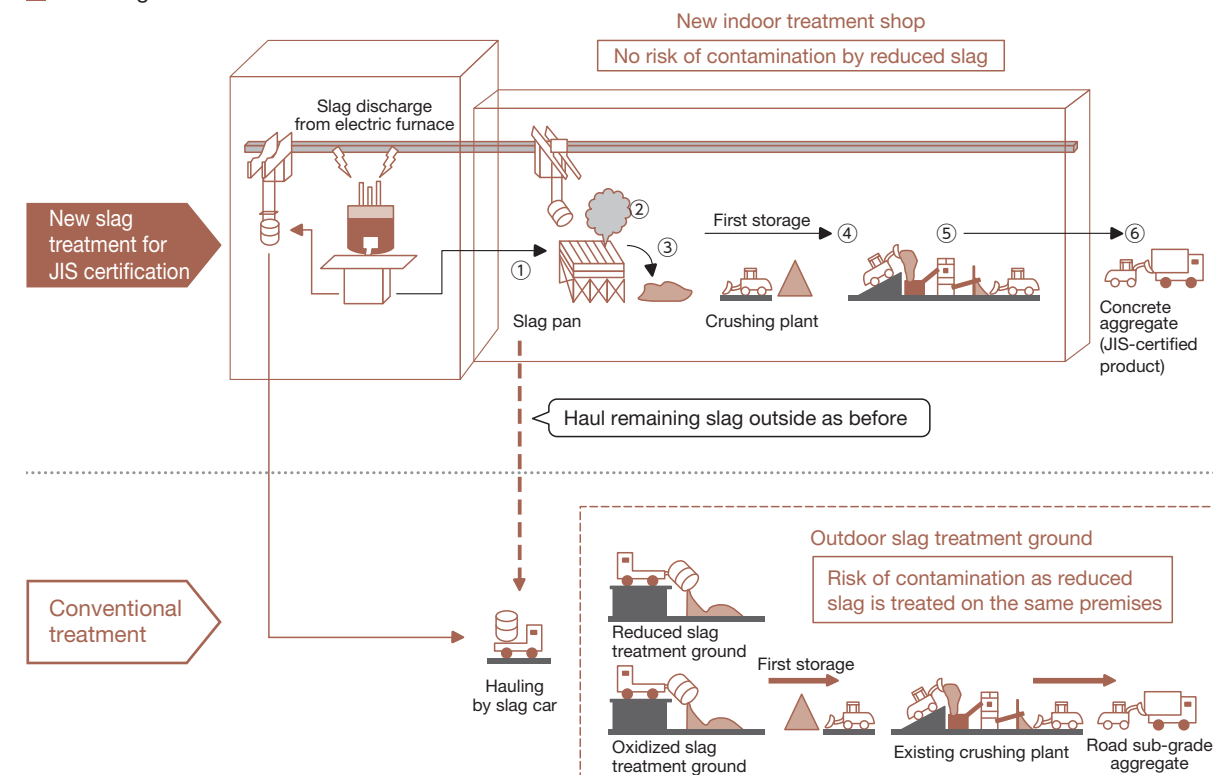 New indoor treatment shop
No risk of contamination by reduced slag
Slag discharge
from electric furnace
New slag
treatment for
JIS certification
①
②
③
First storage
④
⑤
⑥
Slag pan
Crushing plant
Concrete
aggregate
(JIS-certified
product)
Haul remaining slag outside as before
Outdoor slag treatment ground
Risk of contamination as reduced
slag is treated on the same premises
Conventional
treatment
Reduced slag
treatment ground
First storage
Hauling
by slag car
Oxidized slag
treatment ground
Existing crushing plant
Road sub-grade
aggregate